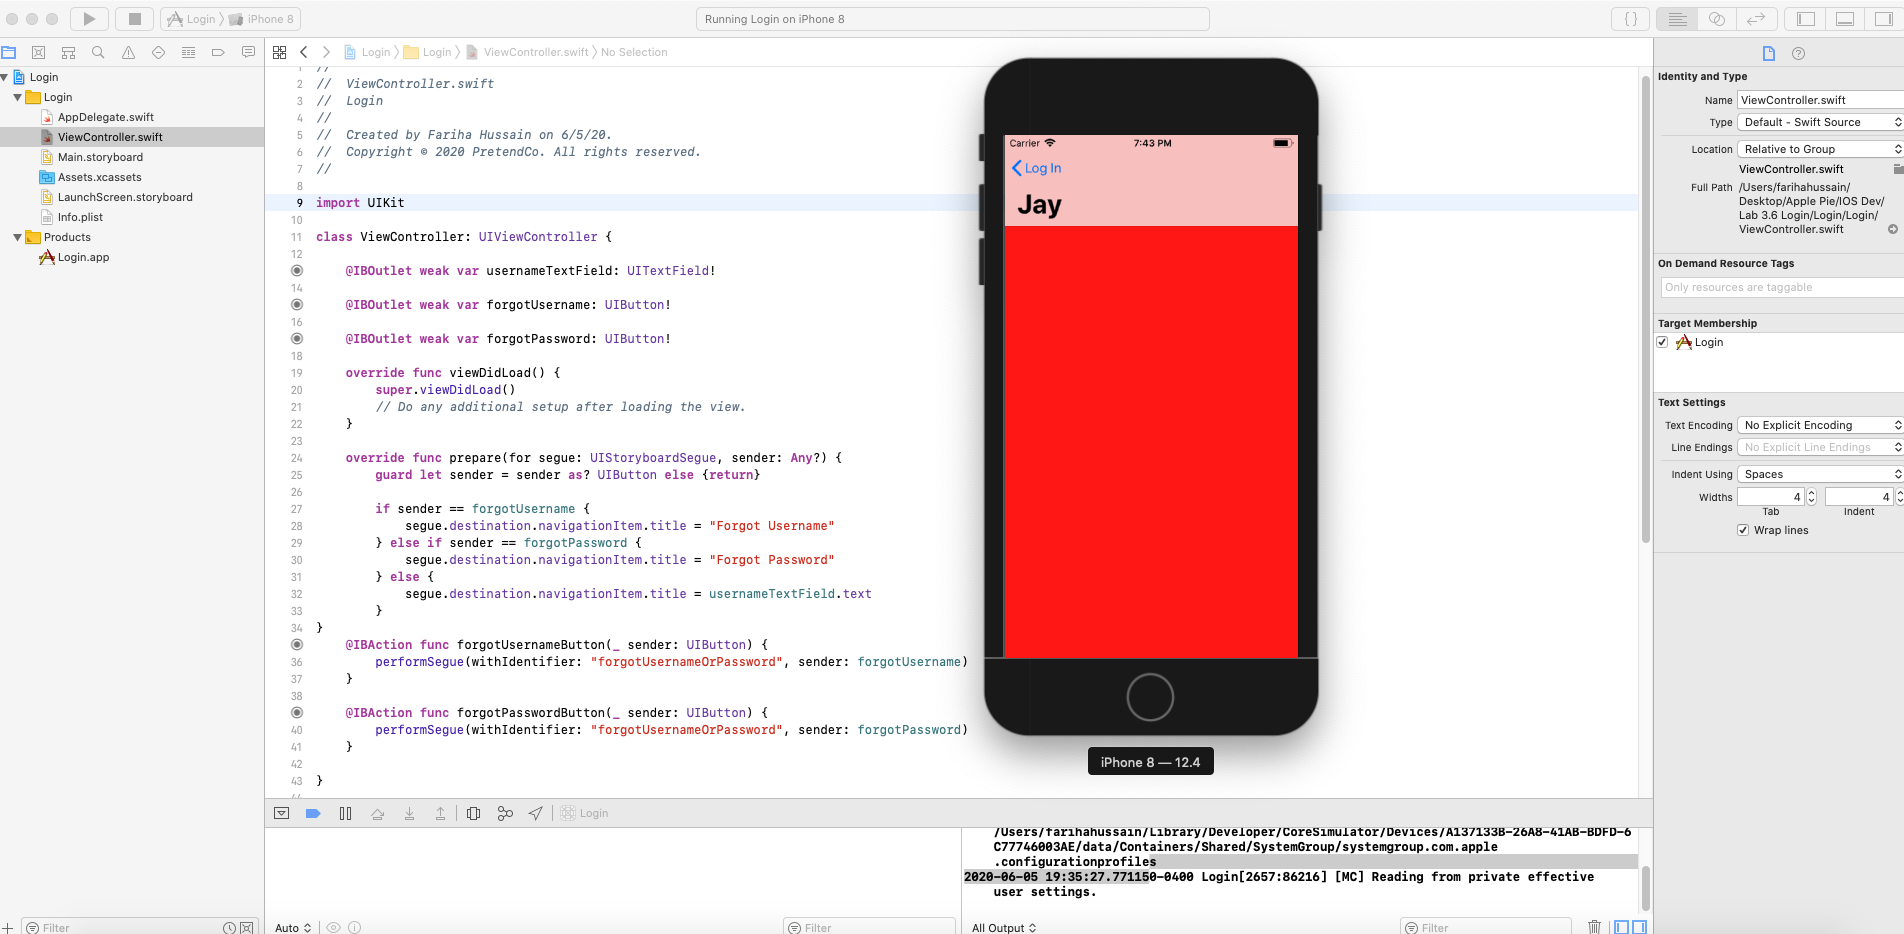 Login 〉 iPhone 8
Running Login on iPhone 8
{ }
Login 〉 Login 〉 ViewController.swift 〉 No Selection
Login
Login
AppDelegate.swift
ViewController.swift
Main.storyboard
Assets.xcassets
LaunchScreen.storyboard
Info.plist
Products
Login.app
1 //
2 //  ViewController.swift
3 //  Login
4 //
5 //  Created by Fariha Hussain on 6/5/20.
6 //  Copyright © 2020 PretendCo. All rights reserved.
7 //
8
9 import UIKit
10
11 class ViewController: UIViewController {
12
@IBOutlet weak var usernameTextField: UITextField!
14
@IBOutlet weak var forgotUsername: UIButton!
16
@IBOutlet weak var forgotPassword: UIButton!
18
19 override func viewDidLoad() {
20 super.viewDidLoad()
21 // Do any additional setup after loading the view.
22 }
23
24 override func prepare(for segue: UIStoryboardSegue, sender: Any?) {
25 guard let sender = sender as? UIButton else {return}
26
27 if sender == forgotUsername {
28 segue.destination.navigationItem.title = "Forgot Username"
29 } else if sender == forgotPassword {
30 segue.destination.navigationItem.title = "Forgot Password"
31 } else {
32 segue.destination.navigationItem.title = usernameTextField.text
33 }
34 }
@IBAction func forgotUsernameButton(_ sender: UIButton) {
36 performSegue(withIdentifier: "forgotUsernameOrPassword", sender: forgotUsername)
37 }
38
@IBAction func forgotPasswordButton(_ sender: UIButton) {
40 performSegue(withIdentifier: "forgotUsernameOrPassword", sender: forgotPassword)
41 }
42
43 }
44
Carrier 7:43 PM
Log In
Jay
iPhone 8 — 12.4
Identity and Type
Name ViewController.swift
Type Default - Swift Source
Location Relative to Group
ViewController.swift
Full Path /Users/farihahussain/
Desktop/Apple Pie/IOS Dev/
Lab 3.6 Login/Login/Login/
ViewController.swift
On Demand Resource Tags
Only resources are taggable
Target Membership
Login
Text Settings
Text Encoding No Explicit Encoding
Line Endings No Explicit Line Endings
Indent Using Spaces
Widths 4 4
Tab Indent
Wrap lines
Login
/Users/farihahussain/Library/Developer/CoreSimulator/Devices/A137133B-26A8-41AB-BDFD-6
C77746003AE/data/Containers/Shared/SystemGroup/systemgroup.com.apple
.configurationprofiles
2020-06-05 19:35:27.771150-0400 Login[2657:86216] [MC] Reading from private effective
user settings.
Filter
Auto
Filter
All Output
Filter